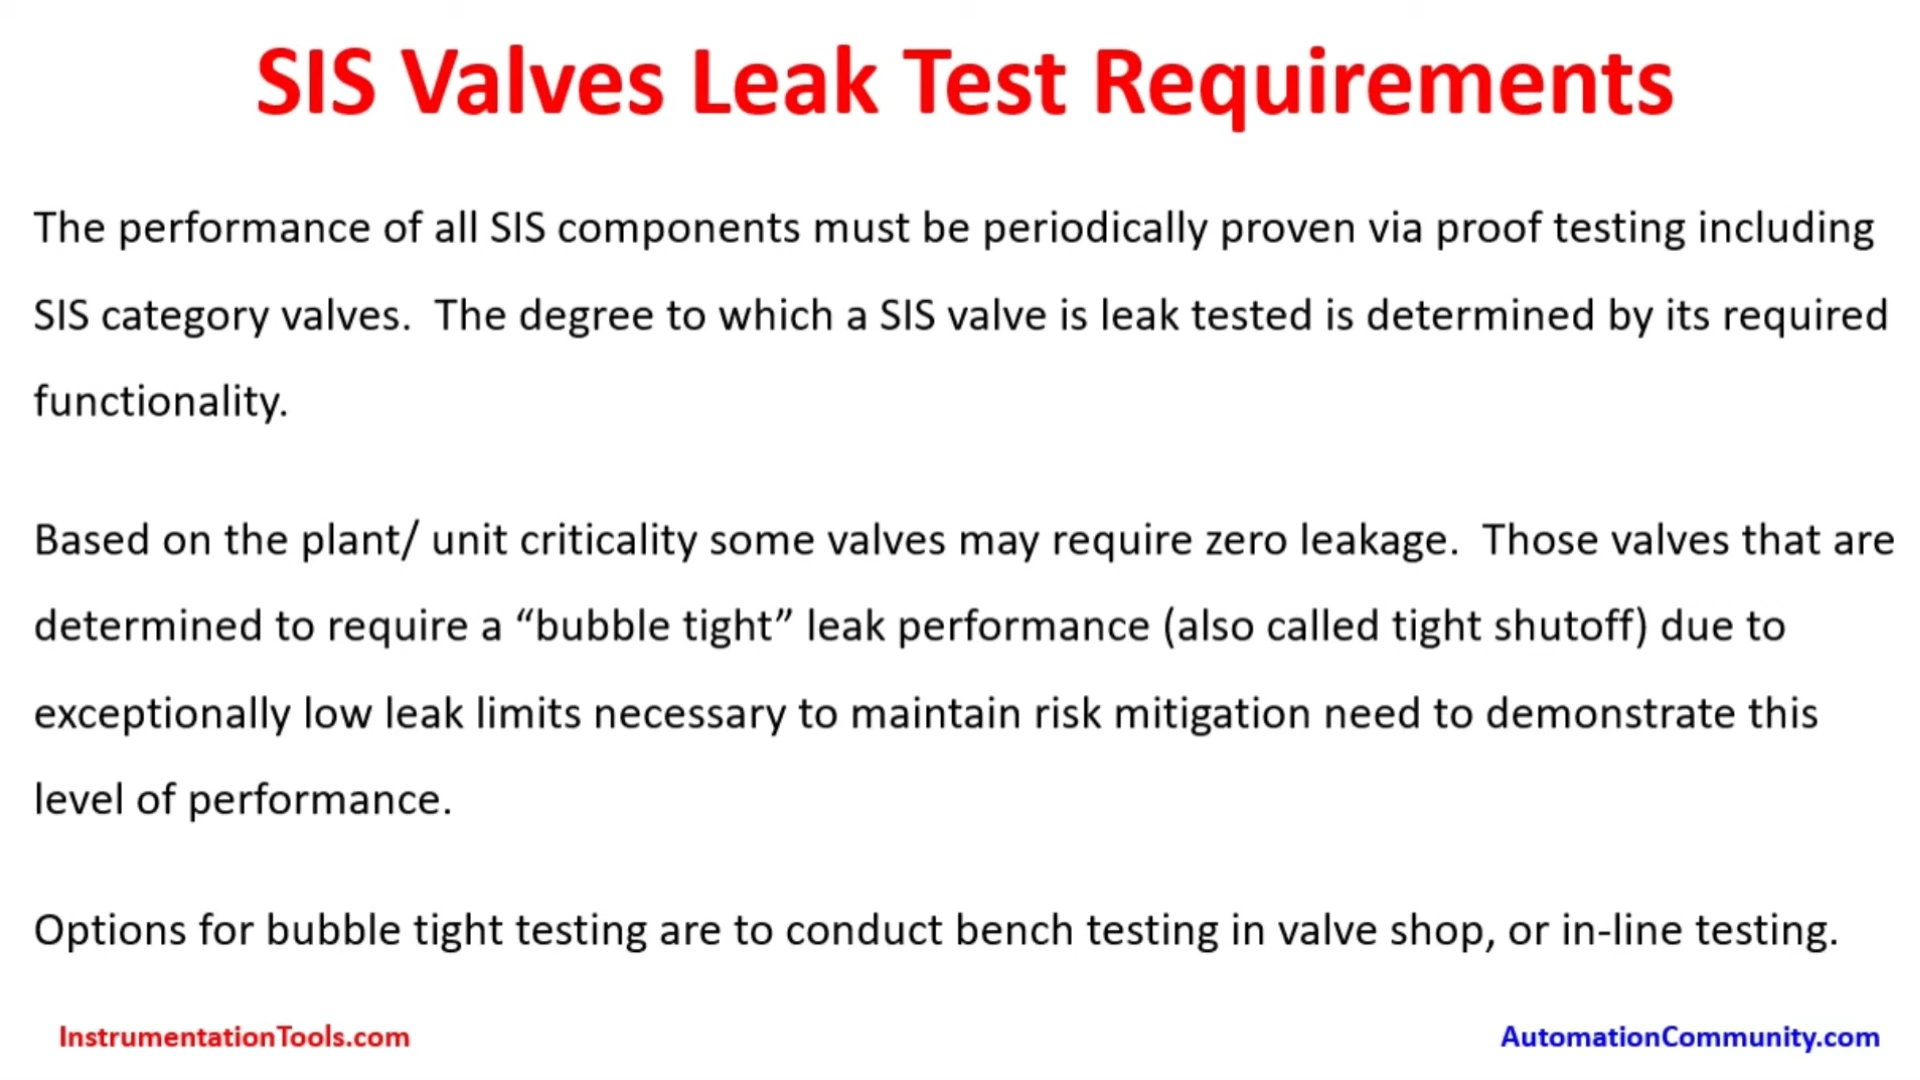 SIS Valves Leak Test Requirements
The performance of all SIS components must be periodically proven via proof testing including
SIS category valves.  The degree to which a SIS valve is leak tested is determined by its required
functionality.
Based on the plant/ unit criticality some valves may require zero leakage.  Those valves that are
determined to require a “bubble tight” leak performance (also called tight shutoff) due to
exceptionally low leak limits necessary to maintain risk mitigation need to demonstrate this
level of performance.
Options for bubble tight testing are to conduct bench testing in valve shop, or in-line testing.
InstrumentationTools.com
AutomationCommunity.com